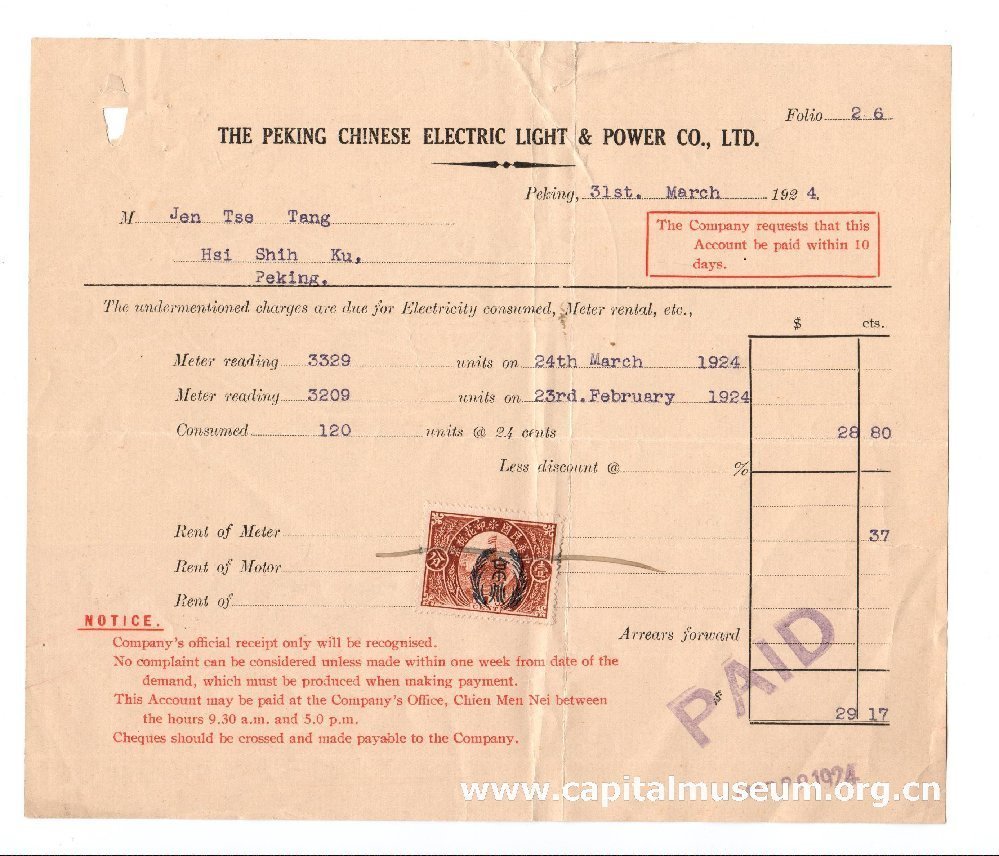 Folio 2 6
THE PEKING CHINESE ELECTRIC LIGHT & POWER CO., LTD.
Peking, 31st. March 1924.
M Jen Tse Tang
Hsi Shih Ku,
Peking.
The Company requests that this
Account be paid within 10
days.
The undermentioned charges are due for Electricity consumed, Meter rental, etc.,
$ cts.
Meter reading 3329 units on 24th March 1924
Meter reading 3209 units on 23rd.February 1924
Consumed 120 units @ 24 cents 28 80
Less discount @ %
Rent of Meter 37
Rent of Motor
Rent of
Arrears forward
NOTICE.
Company's official receipt only will be recognised.
No complaint can be considered unless made within one week from date of the
demand, which must be produced when making payment.
This Account may be paid at the Company's Office, Chien Men Nei between
the hours 9.30 a.m. and 5.0 p.m.
Cheques should be crossed and made payable to the Company.
$ 29 17
PAID
1924
www.capitalmuseum.org.cn